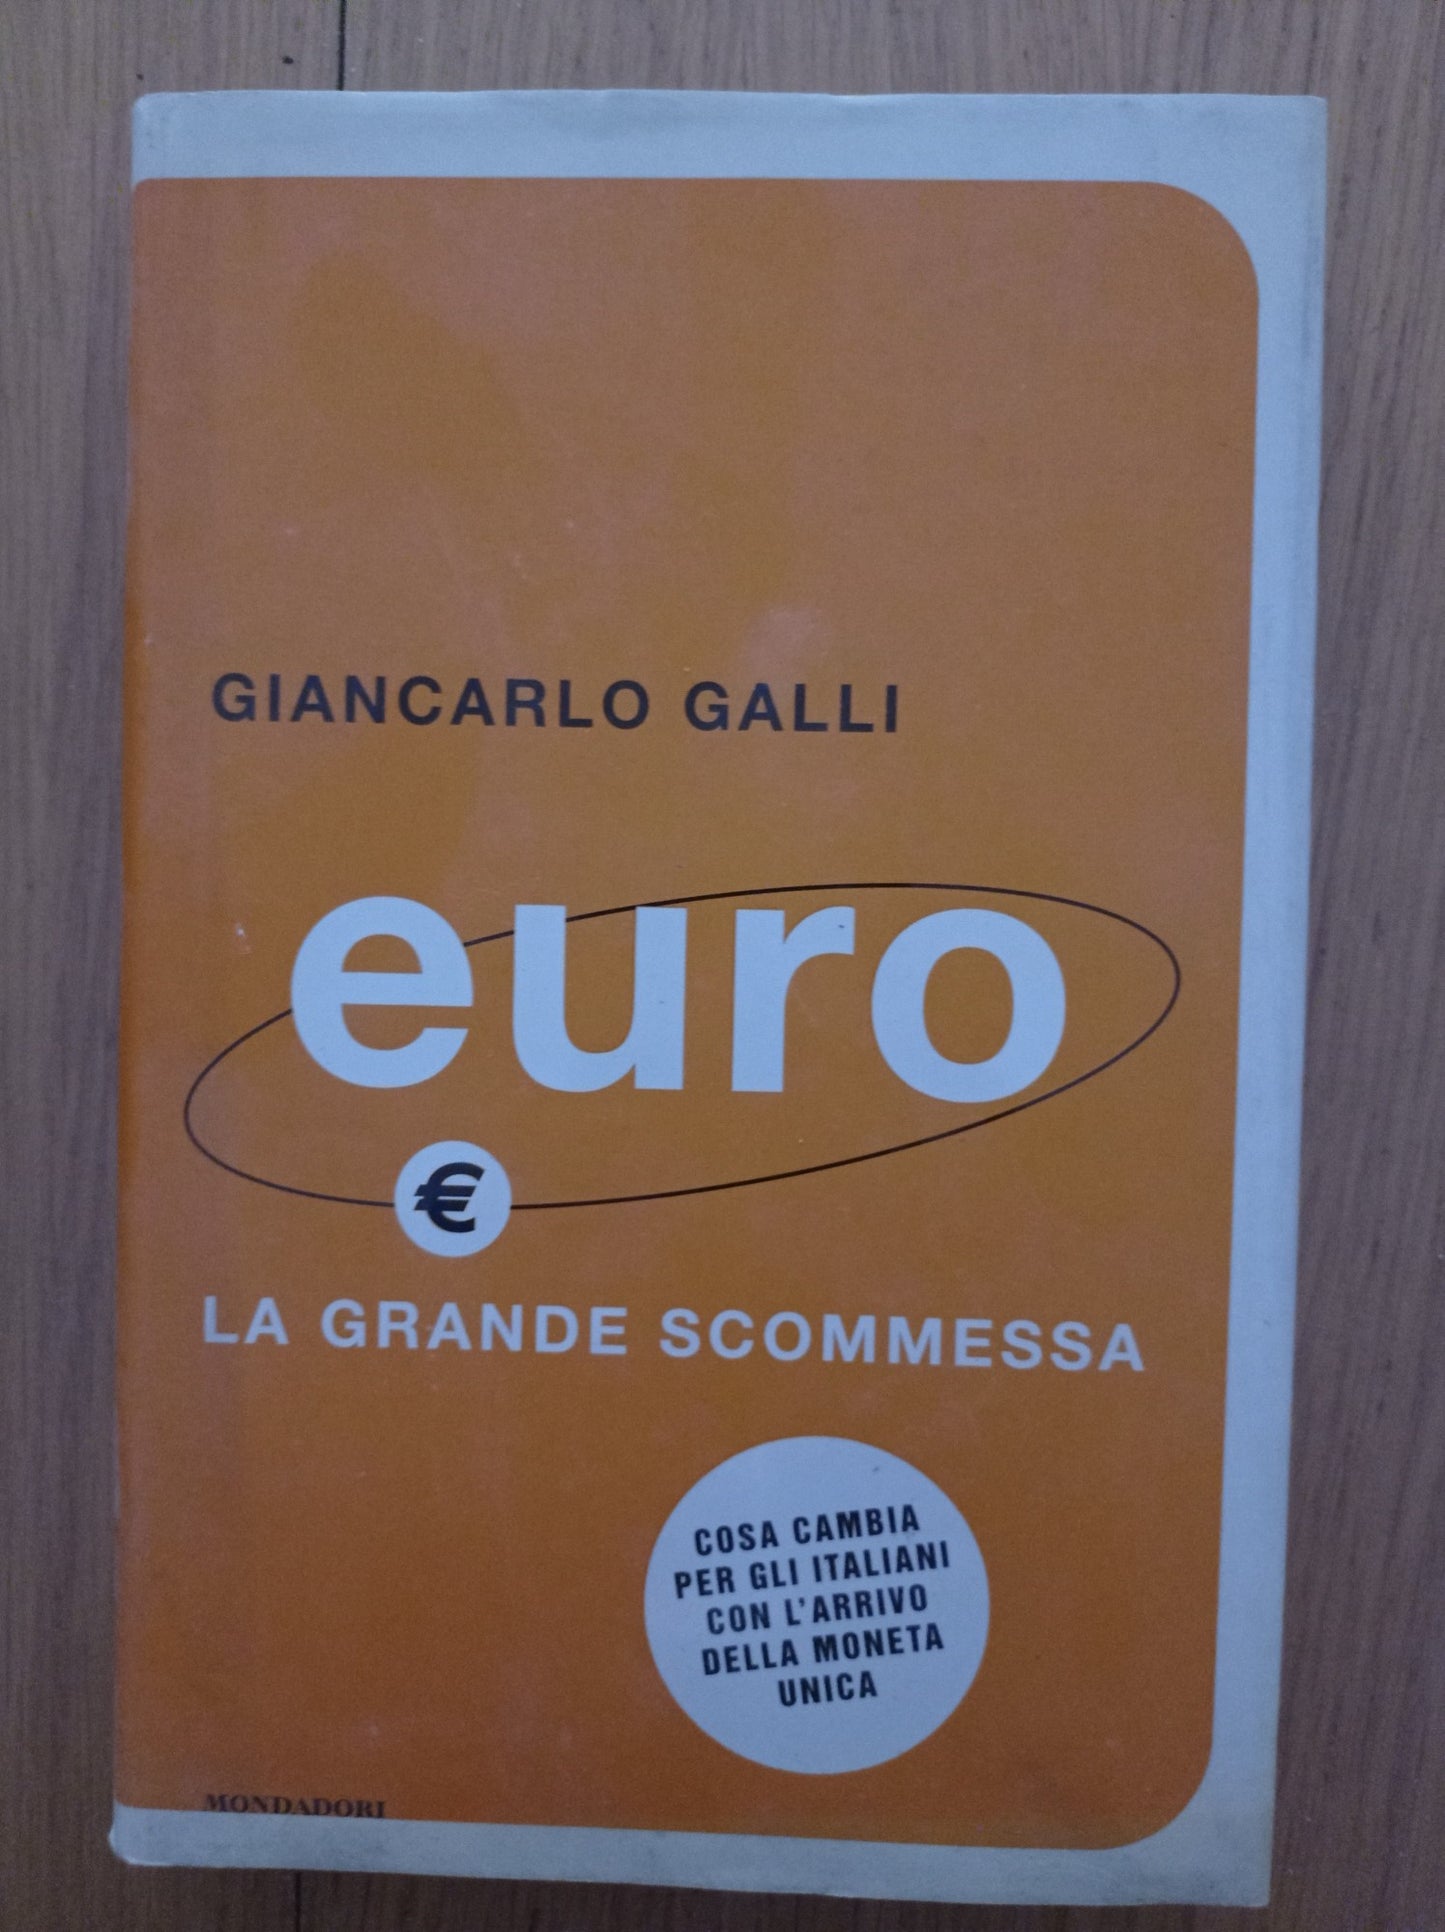 GIANCARLO GALLI
euro
€
LA GRANDE SCOMMESSA
COSA CAMBIA
PER GLI ITALIANI
CON L'ARRIVO
DELLA MONETA
UNICA
MONDADORI